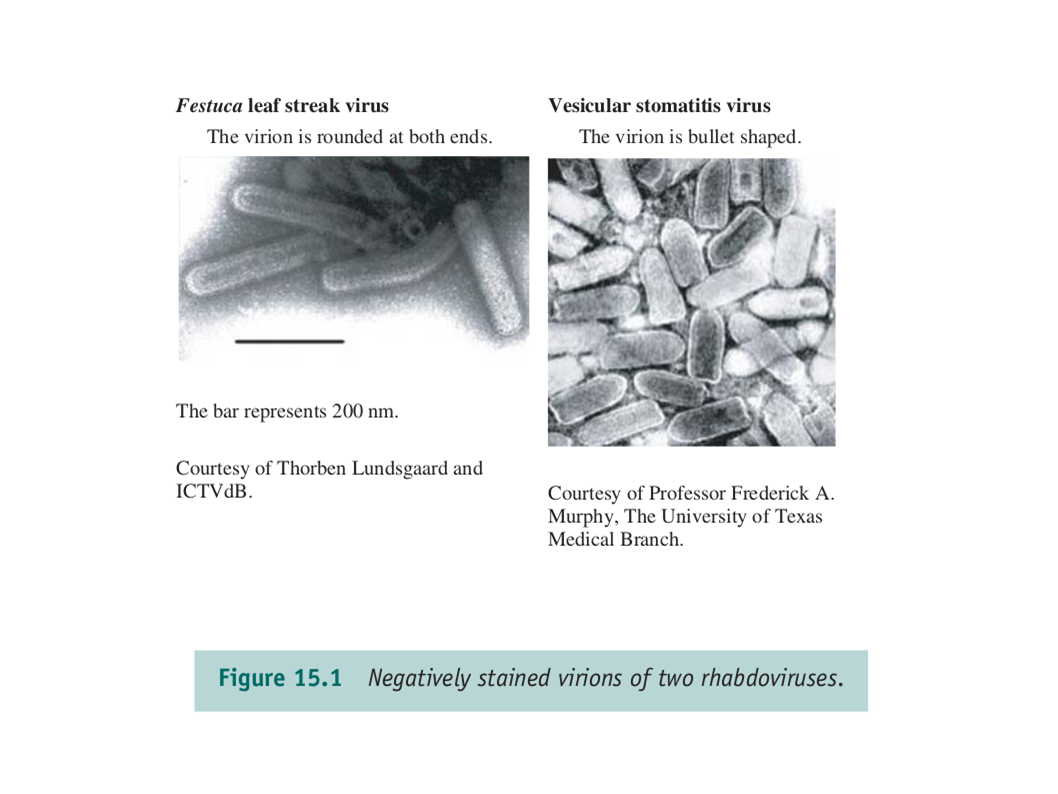 Festuca leaf streak virus
The virion is rounded at both ends.
The bar represents 200 nm.
Courtesy of Thorben Lundsgaard and
ICTVdB.
Vesicular stomatitis virus
The virion is bullet shaped.
Courtesy of Professor Frederick A.
Murphy, The University of Texas
Medical Branch.
Figure 15.1 Negatively stained virions of two rhabdoviruses.